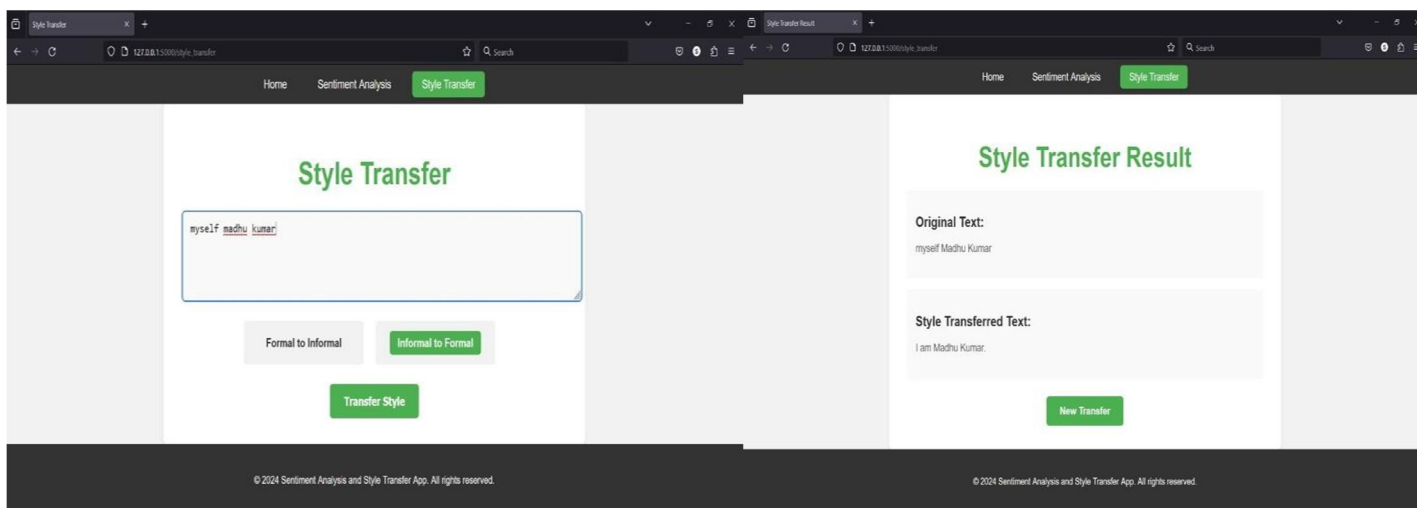 Style Transfer
127.0.0.1:5000/style_transfer
Search
Home Sentiment Analysis Style Transfer
Style Transfer
myself madhu kumar
Formal to Informal Informal to Formal
Transfer Style
© 2024 Sentiment Analysis and Style Transfer App. All rights reserved.
Style Transfer Result
127.0.0.1:5000/style_transfer
Search
Home Sentiment Analysis Style Transfer
Style Transfer Result
Original Text:
myself Madhu Kumar
Style Transferred Text:
I am Madhu Kumar.
New Transfer
© 2024 Sentiment Analysis and Style Transfer App. All rights reserved.